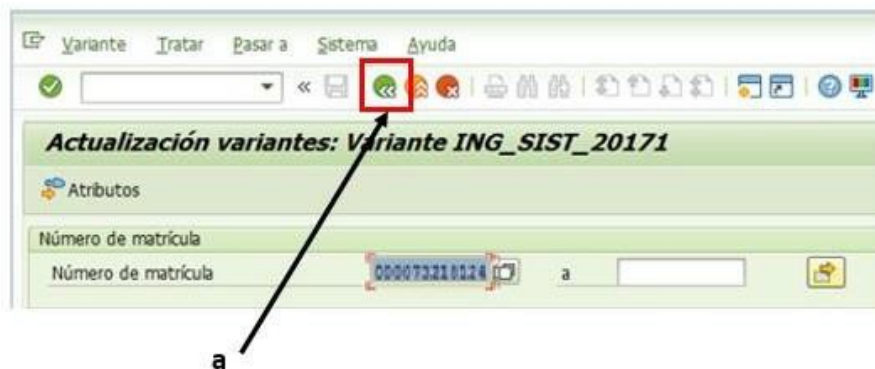 Variante Tratar Pasar a Sistema Ayuda
Actualización variantes: Variante ING_SIST_20171
Atributos
Número de matrícula
Número de matrícula 000073210124 a
a